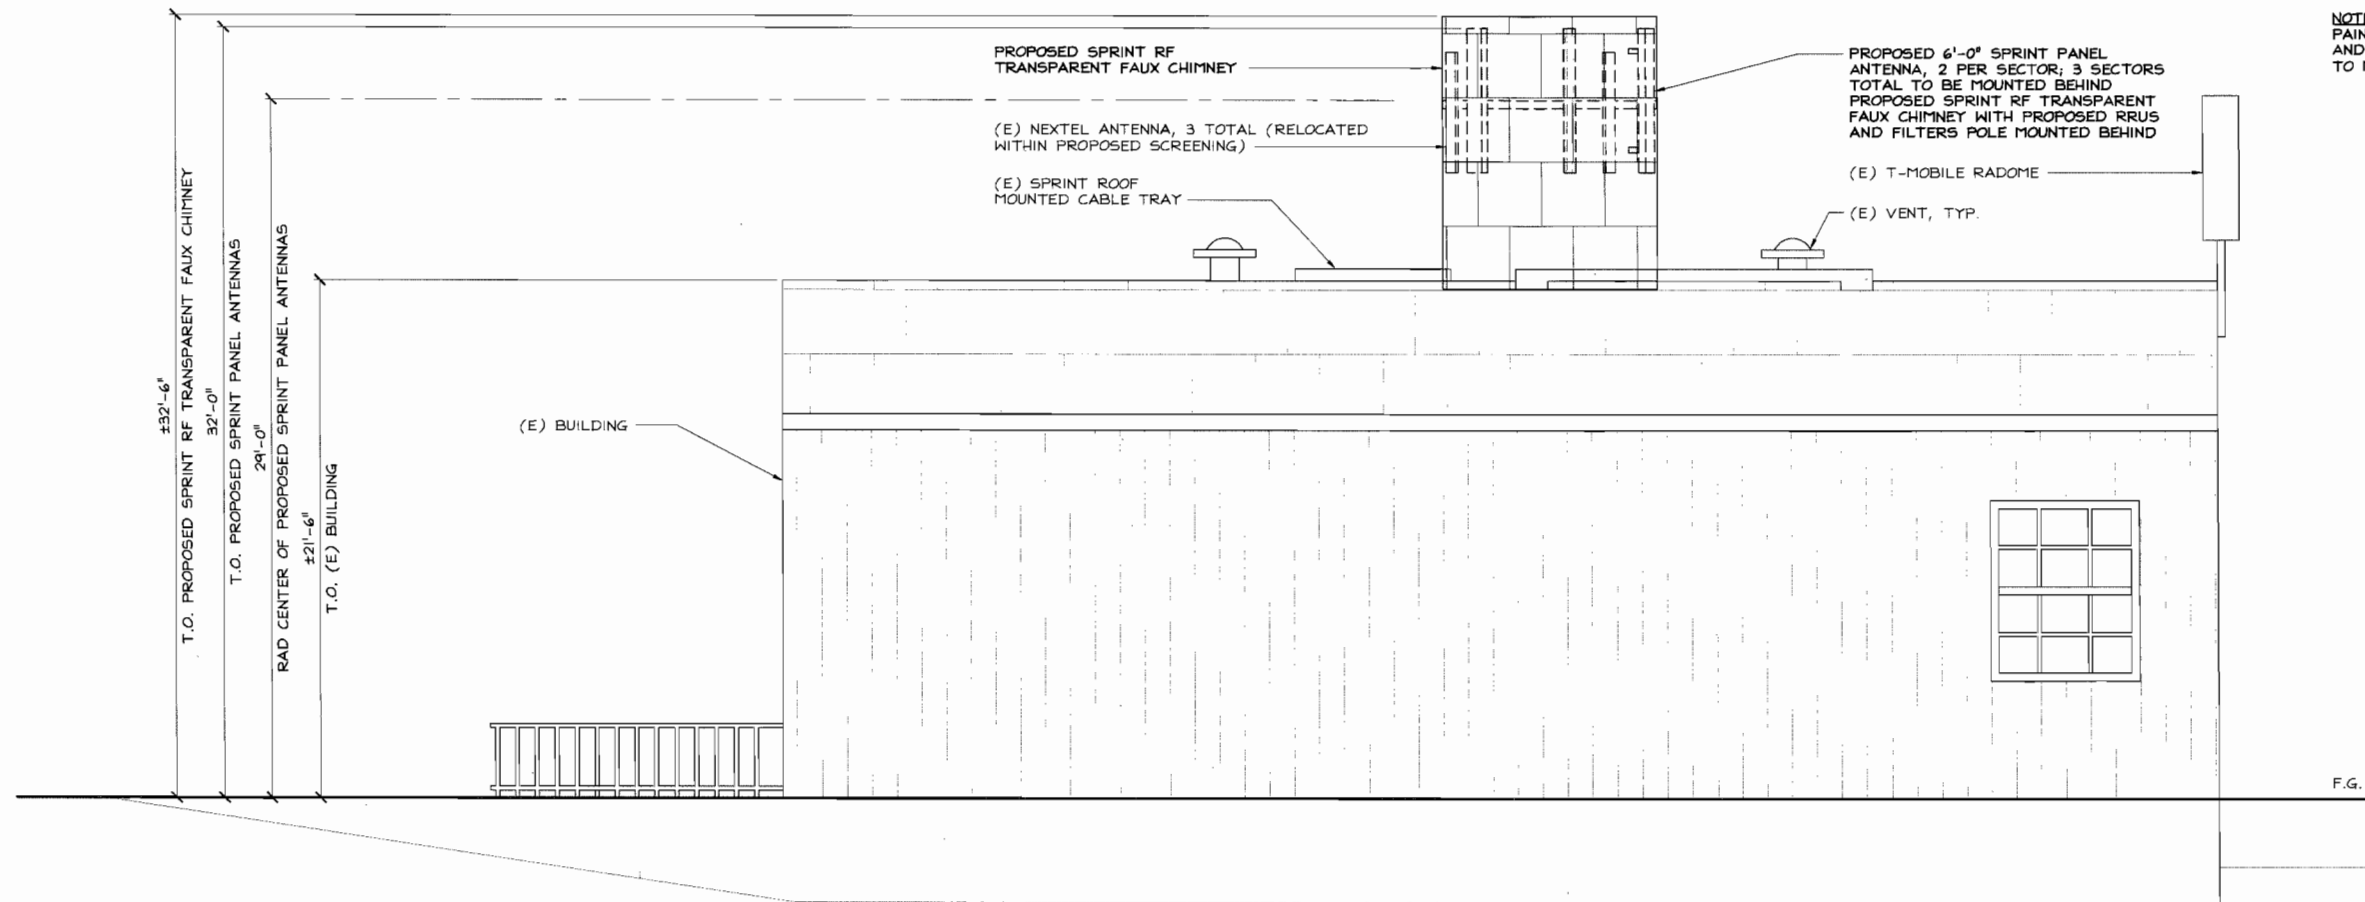 PROPOSED SPRINT RF
TRANSPARENT FAUX CHIMNEY
(E) NEXTEL ANTENNA, 3 TOTAL (RELOCATED
WITHIN PROPOSED SCREENING)
(E) SPRINT ROOF
MOUNTED CABLE TRAY
PROPOSED 6'-0" SPRINT PANEL
ANTENNA, 2 PER SECTOR; 3 SECTORS
TOTAL TO BE MOUNTED BEHIND
PROPOSED SPRINT RF TRANSPARENT
FAUX CHIMNEY WITH PROPOSED RRUS
AND FILTERS POLE MOUNTED BEHIND
(E) T-MOBILE RADOME
(E) VENT, TYP.
AND
TO
±32'-6"
T.O. PROPOSED SPRINT RF TRANSPARENT FAUX CHIMNEY
32'-0"
T.O. PROPOSED SPRINT PANEL ANTENNAS
29'-0"
RAD CENTER OF PROPOSED SPRINT PANEL ANTENNAS
±21'-6"
T.O. (E) BUILDING
(E) BUILDING
F.G.